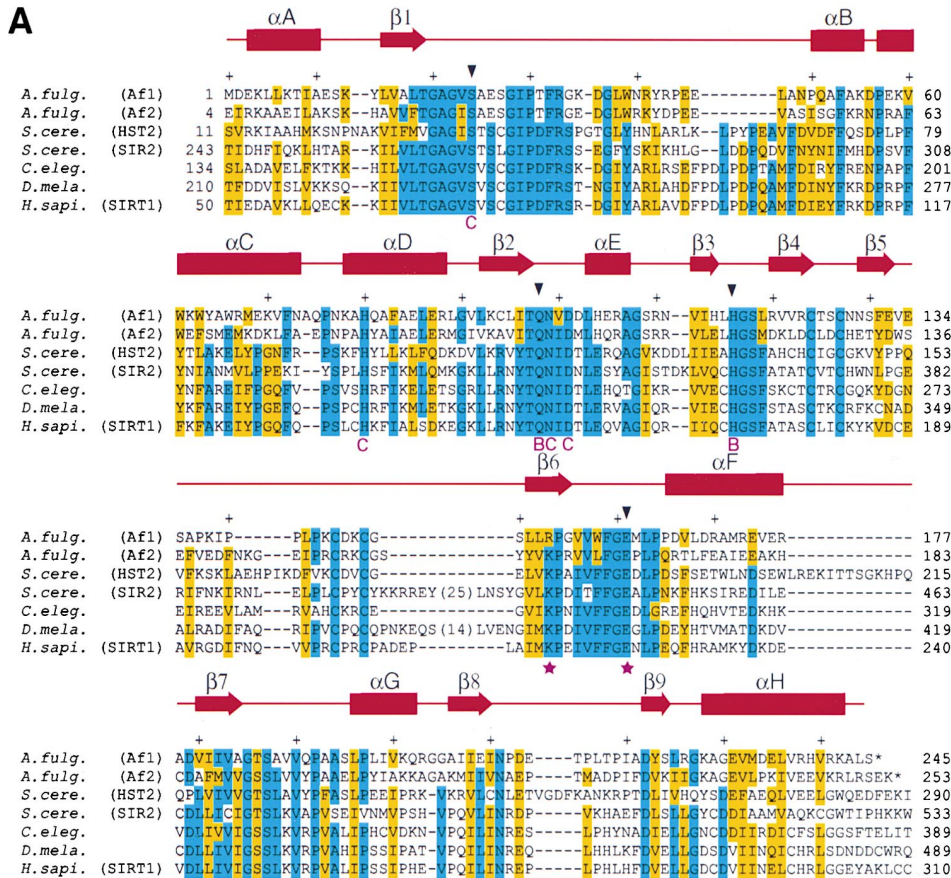 A
αA β1 αB
A.fulg. (Af1) 1 MDEKLLKTIAESK--YLVALTGAGVSAESGIPTFRGK-DGLWNRYRPEE-------LANPQAFAKDPEKV 60
A.fulg. (Af2) 4 EIRKAAEILAKSK--HAVVFTGAGISAESGIPTFRGE-DGLWRKYDPEE-------VASISGFKRNPRAF 63
S.cere. (HST2) 11 SVRKIAAHMKSNPNAKVIFMVGAGISTSCGIPDFRSPGTGLYHNLARLK--LPYPEAVFDVDFFQSDPLPF 79
S.cere. (SIR2) 243 TIDHFIQKLHTAR--KILVLTGAGVSTSLGIPDFRSS-EGFYSKIKHLG--LDDPQDVFNYNIFMHDPSVF 308
C.eleg. 134 SLADAVELFKTKK--HIIVLTGAGVSVSCGIPDFRSK-DGIYARLRSEFPDLPDPTAMFDIRYFRENPAPF 201
D.mela. 210 TFDDVISLVKKSQ--KIIVLTGAGVSVSCGIPDFRST-NGIYARLAHDFPDLPDPQAMFDINYFKRDPRPF 277
H.sapi. (SIRT1) 50 TIEDAVKLLQECK--KIIVLTGAGVSVSCGIPDFRSR-DGIYARLAVDFPDLPDPQAMFDIEYFRKDPRPF 117
C
αC αD β2 αE β3 β4 β5
A.fulg. (Af1) WKWYAWRMEKVFNAQPNKAHQAFAELERLGVLKCLITQNVDDLHERAGSRN--VIHLHGSLRVVRCTSCNNSFEVE 134
A.fulg. (Af2) WEFSMEMKDKLFA-EPNPAHYAIAELERMGIVKAVITQNIDMLHQRAGSRR--VLELHGSMDKLDCLDCHETYDWS 136
S.cere. (HST2) YTLAKELYPGNFR--PSKFHYLLKLFQDKDVLKRVYTQNIDTLERQAGVKDDLIIEAHGSFAHCHCIGCGKVYPPQ 153
S.cere. (SIR2) YNIANMVLPPEKI--YSPLHSFIKMLQMKGKLLRNYTQNIDNLESYAGISTDKLVQCHGSFATATCVTCHWNLPGE 382
C.eleg. YNFAREIFPGQFV--PSVSHRFIKELETSGRLLRNYTQNIDTLEHQTGIKR--VVECHGSFSKCTCTRCGQKYDGN 273
D.mela. YKFAREIYPGEFQ--PSPCHRFIKMLETKGKLLRNYTQNIDTLERVAGIQR--VIECHGSFSTASCTKCRFKCNAD 349
H.sapi. (SIRT1) FKFAKEIYPGQFQ--PSLCHKFIALSDKEGKLLRNYTQNIDTLEQVAGIQR--IIQCHGSFATASCLICKYKVDCE 189
C BC C B
β6 αF
A.fulg. (Af1) SAPKIP-----PLPKCDKCG---------------SLLRPGVVWFGEMLPPDVLDRAMREVER------------- 177
A.fulg. (Af2) EFVEDFNKG--EIPRCRKCG---------------YYVKPRVVLFGEPLPQRTLFEAIEEAKH------------- 183
S.cere. (HST2) VFKSKLAEHPIKDFVKCDVCG---------------ELVKPAIVFFGEDLPDSFSETWLNDSEWLREKITTSGKHPQ 215
S.cere. (SIR2) RIFNKIRNL--ELPLCPYCYKKRREY(25)LNSYGVLKPDITFFGEALPNKFHKSIREDILE------------- 463
C.eleg. EIREEVLAM--RVAHCKRCE---------------GVIKPNIVFFGEDLGREFHQHVTEDKHK------------- 319
D.mela. ALRADIFAQ--RIPVCPQCQPNKEQS(14)LVENGIMKPDIVFFGEGLPDEYHTVMATDKDV------------- 419
H.sapi. (SIRT1) AVRGDIFNQ--VVPRCPRCPADEP--------LAIMKPEIVFFGENLPEQFHRAMKYDKDE------------- 240
β7 αG β8 β9 αH
A.fulg. (Af1) ADVIIVAGTSAVVQPAASLPLIVKQRGGAIIEINPDE----TPLTPIADYSLRGKAGEVMDELVRHVRKALS* 245
A.fulg. (Af2) CDAFMVVGSSLVVYPAAELPYIAKKAGAKMIIVNAEP----TMADPIFDVKIIGKAGEVLPKIVEEVKRLRSEK* 253
S.cere. (HST2) QPLVIVVGTSLAVYPFASLPEEIPRK-VKRVLCNLETVGDFKANKRPTDLIVHQYSDEFAEQLVEELGWQEDFEKI 290
S.cere. (SIR2) CDLLICIGTSLKVAPVSEIVNMVPSH-VPQVLINRDP-----VKHAEFDLSLLGYCDDIAAMVAQKCGWTIPHKKW 533
C.eleg. VDLIVVIGSSLKVRPVALIPHCVDKN-VPQILINRES-----LPHYNADIELLGNCDDIIRDICFSLGGSFTELIT 387
D.mela. CDLLIVIGSSLKVRPVAHIPSSIPAT-VPQILINREQ-----LHHLKFDVELLGDSDVIINQICHRLSDNDDCWRQ 489
H.sapi. (SIRT1) VDLLIVIGSSLKVRPVALIPSSIPHE-VPQILINREP-----LPHLHFDVELLGDCDVIINELCHRLGGEYAKLCC 310